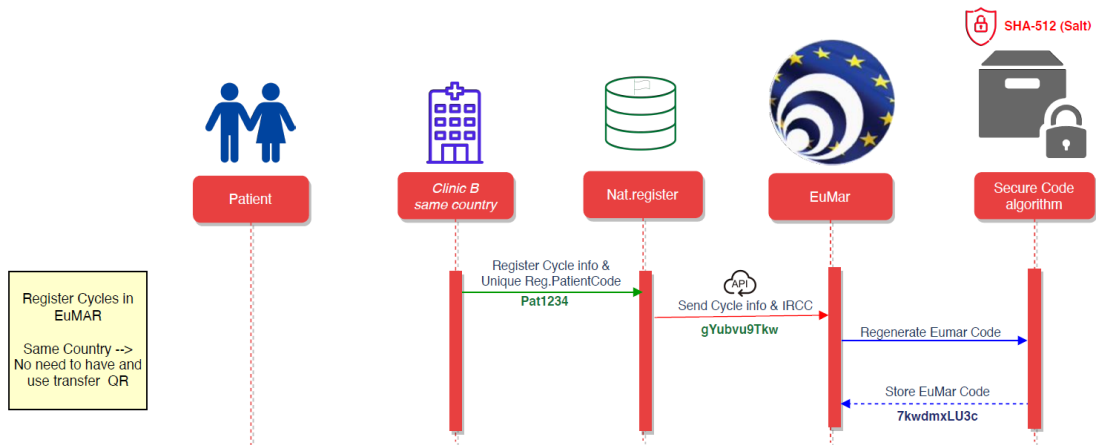 SHA-512 (Salt)
Patient
Clinic B
same country
Nat.register
EuMar
Secure Code
algorithm
Register Cycles in
EuMAR
Same Country -->
No need to have and
use transfer QR
Register Cycle info &
Unique Reg.PatientCode
Pat1234
API
Send Cycle info & IRCC
gYubvu9Tkw
Regenerate Eumar Code
Store EuMar Code
7kwdmxLU3c